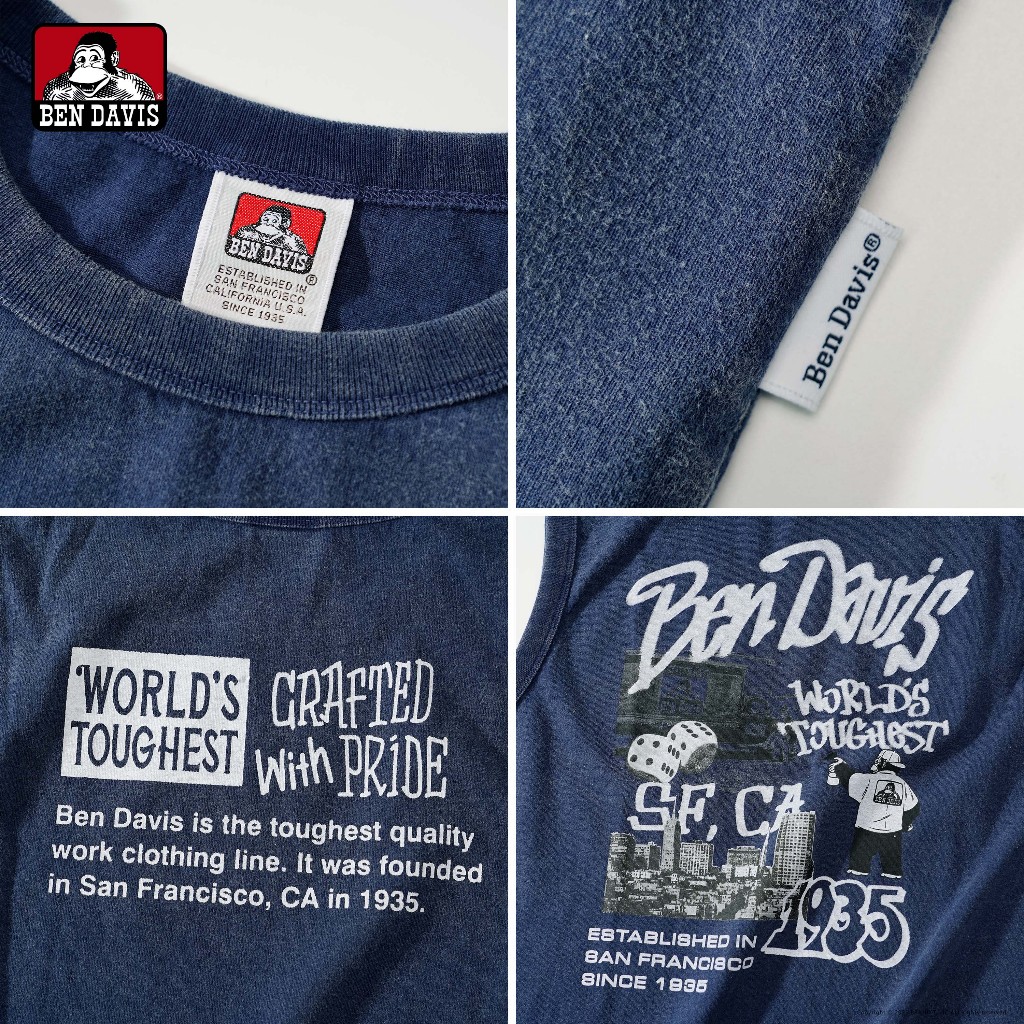 BEN DAVIS
BEN DAVIS
ESTABLISHED IN
SAN FRANCISCO
CALIFORNIA U.S.A.
SINCE 1935
Ben Davis®
WORLD'S
TOUGHEST
CRAFTED
With PRIDE
Ben Davis is the toughest quality
work clothing line. It was founded
in San Francisco, CA in 1935.
Ben Davis
WORLD'S
TOUGHEST
S.F, CA
BEN DAVIS
1935
ESTABLISHED IN
SAN FRANCISCO
SINCE 1935